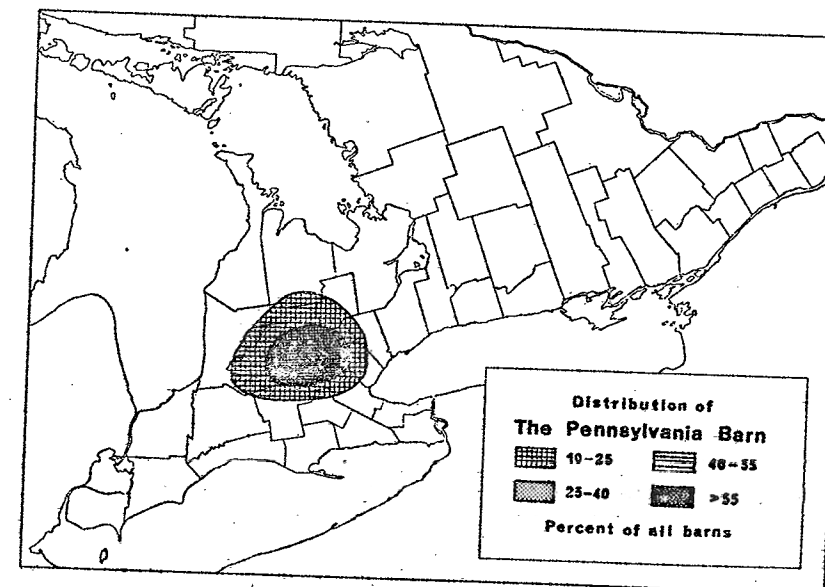 Distribution of
The Pennsylvania Barn
10-25 40-55
25-40 >55
Percent of all barns